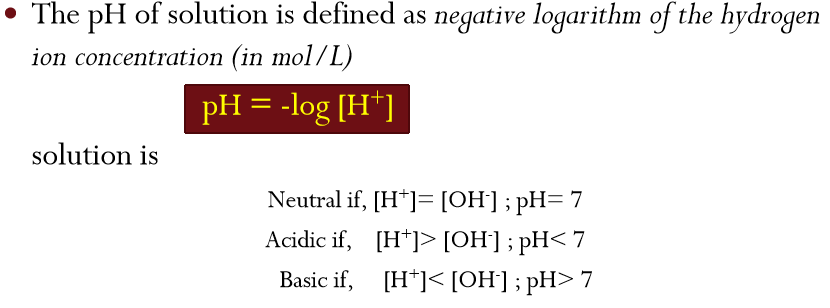 • The pH of solution is defined as negative logarithm of the hydrogen
ion concentration (in mol/L)
pH = -log [H⁺]
solution is
Neutral if, [H⁺]= [OH⁻] ; pH= 7
Acidic if, [H⁺]> [OH⁻] ; pH< 7
Basic if, [H⁺]< [OH⁻] ; pH> 7